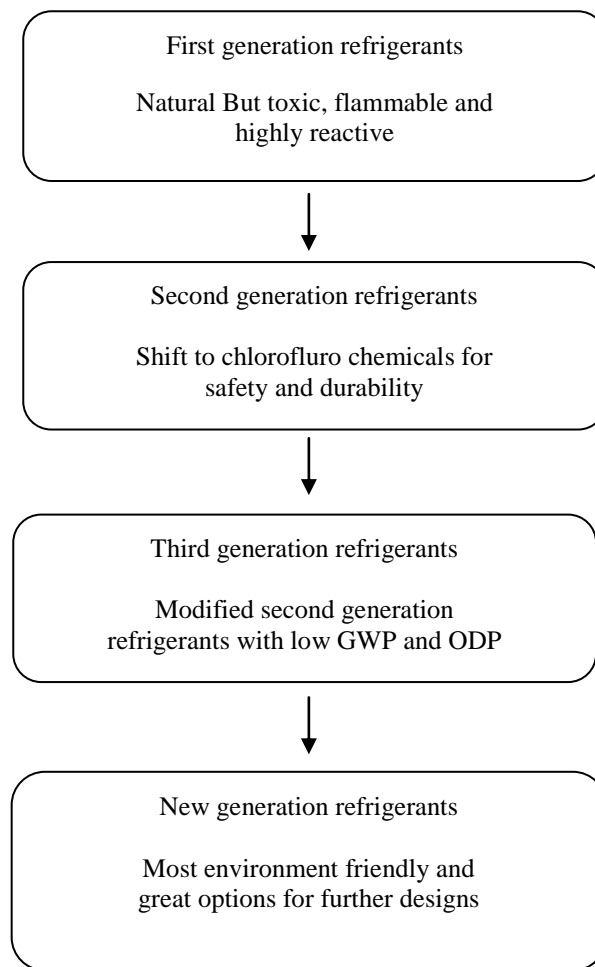 First generation refrigerants
Natural But toxic, flammable and
highly reactive
Second generation refrigerants
Shift to chlorofluro chemicals for
safety and durability
Third generation refrigerants
Modified second generation
refrigerants with low GWP and ODP
New generation refrigerants
Most environment friendly and
great options for further designs